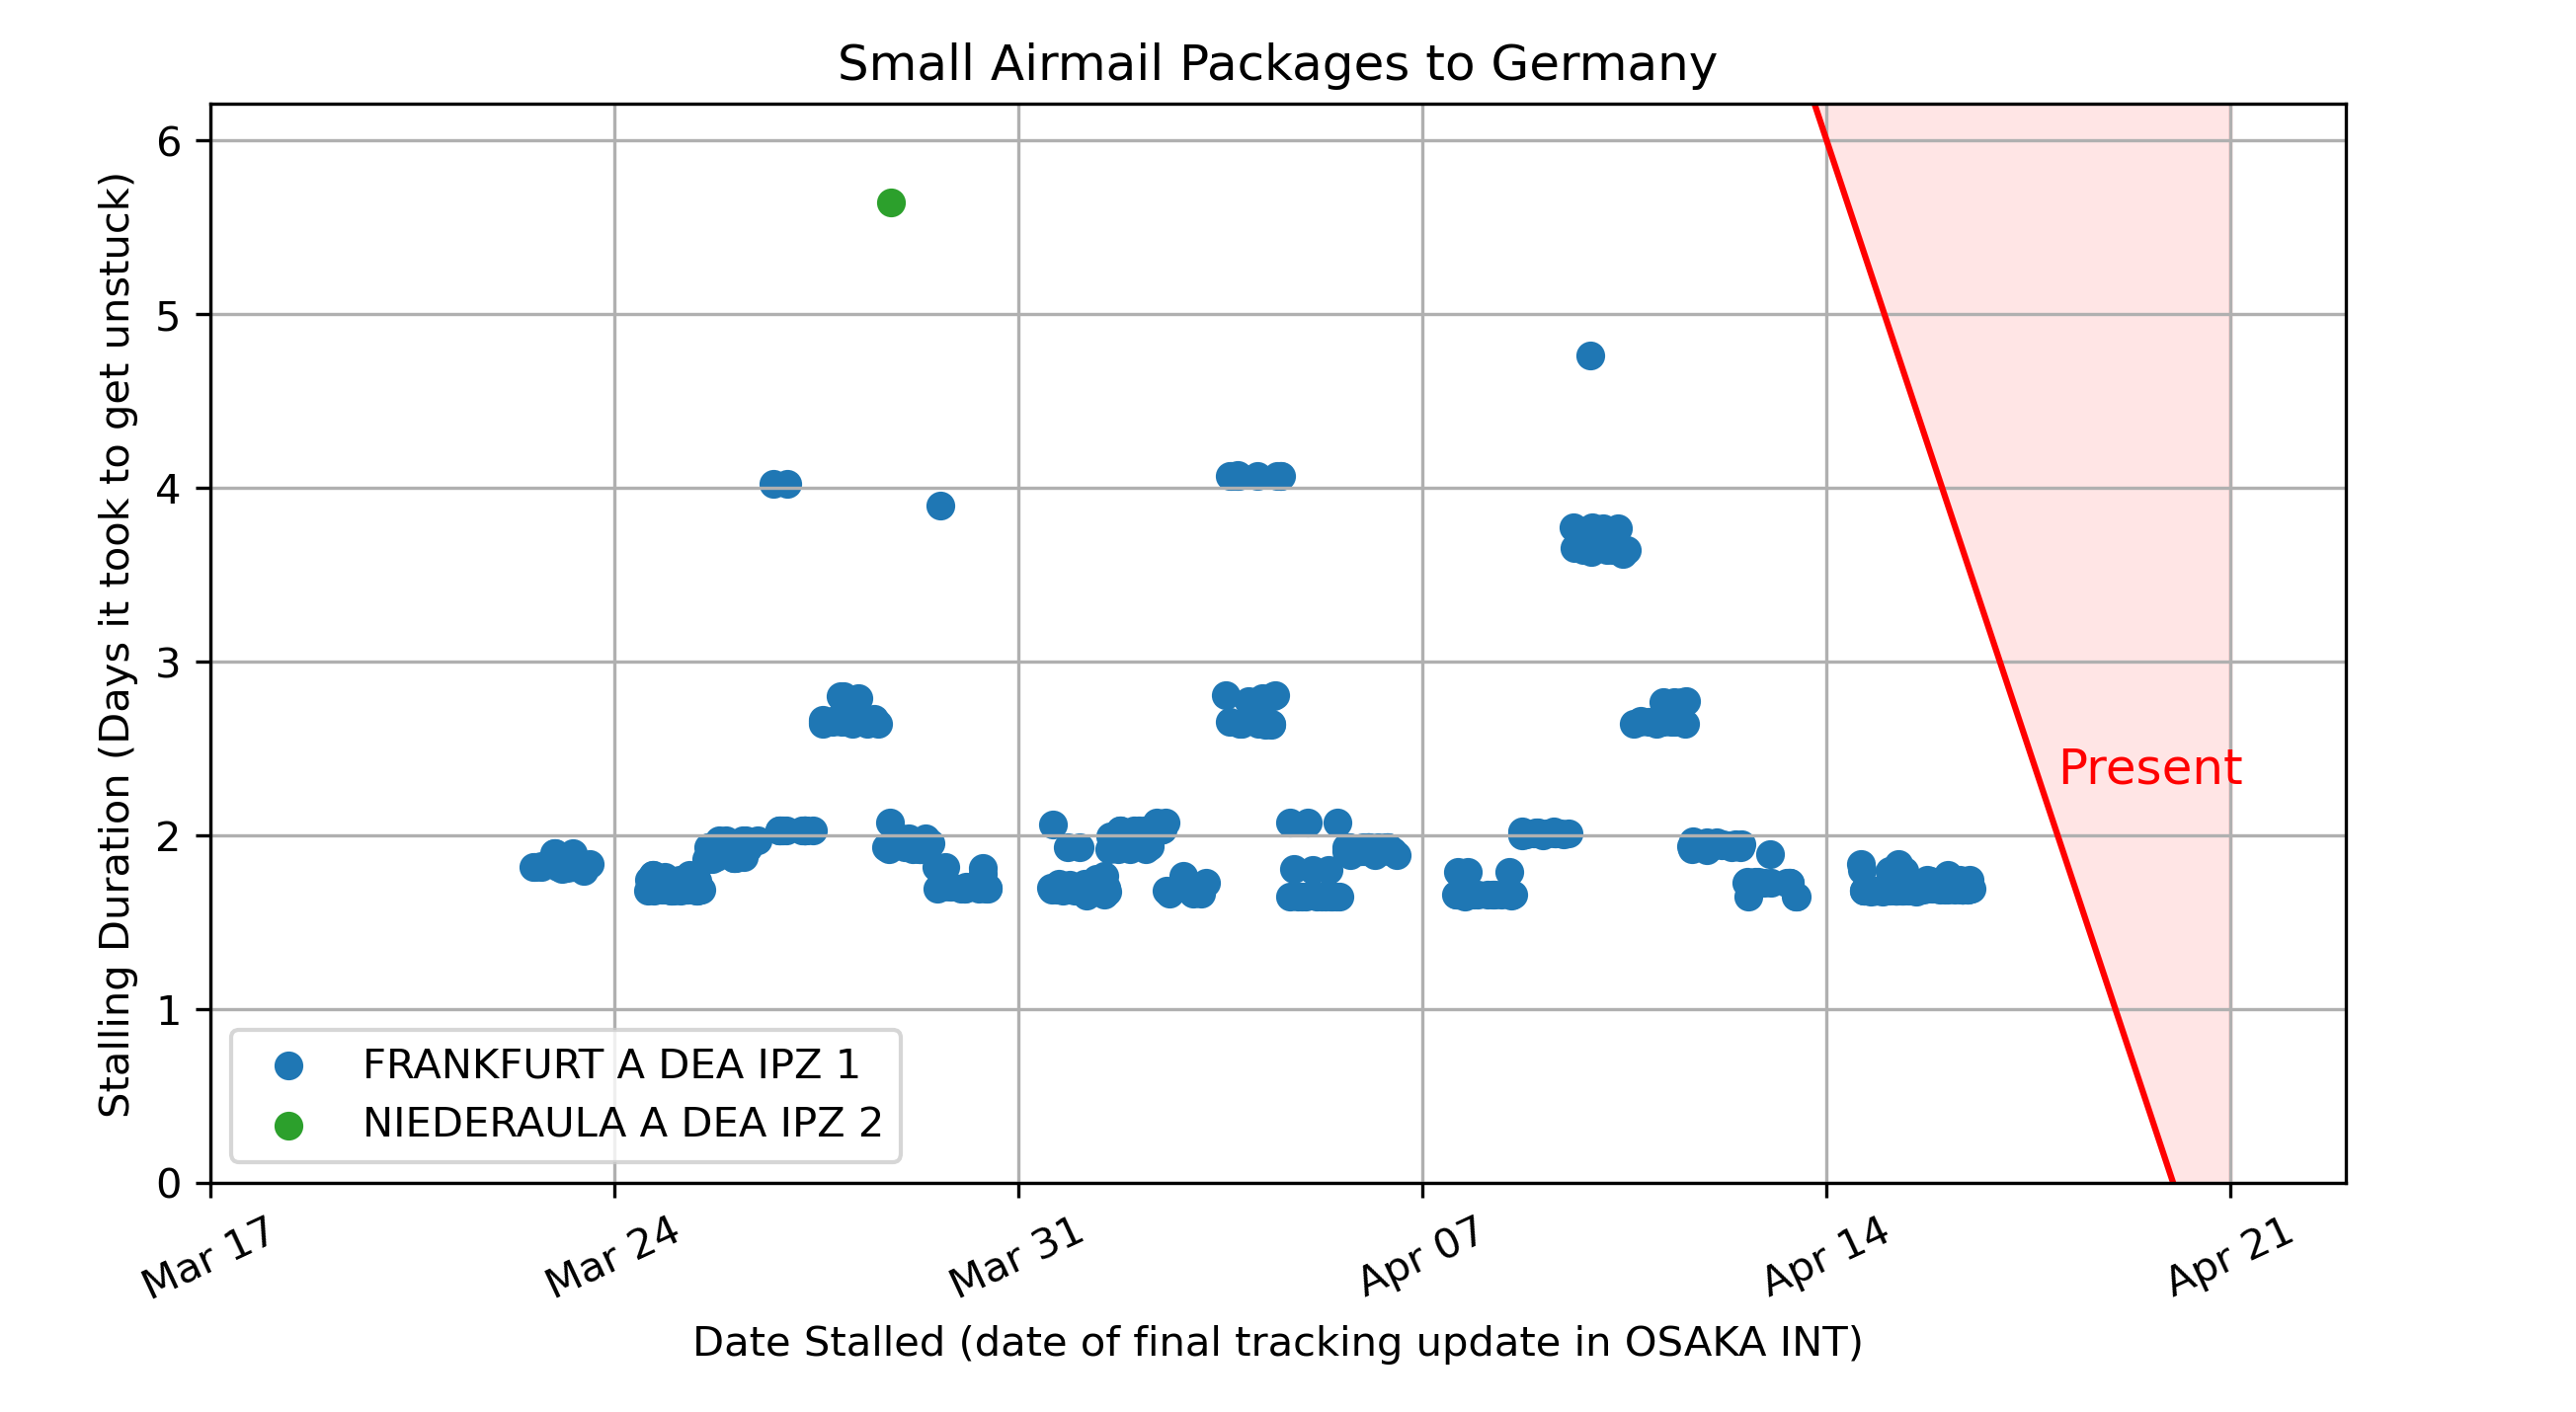 Small Airmail Packages to Germany
Stalling Duration (Days it took to get unstuck)
6
5
4
3
2
1
0
Present
FRANKFURT A DEA IPZ 1
NIEDERAULA A DEA IPZ 2
Mar 17
Mar 24
Mar 31
Apr 07
Apr 14
Apr 21
Date Stalled (date of final tracking update in OSAKA INT)